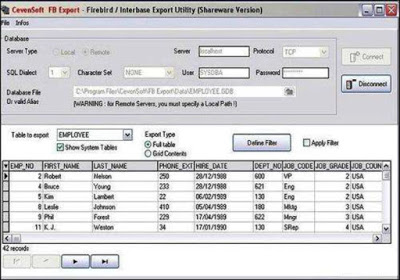 CevenSoft FB Export - Firebird / Interbase Export Utility (Shareware Version)
File Infos
Database
Server Type Local Remote Server localhost Protocol TCP Connect
SQL Dialect 1 Character Set NONE User SYSDBA Password ********
Disconnect
Database File C:\Program Files\CevenSoft\FB Export\Data\EMPLOYEE.GDB
Or valid Alias (WARNING : for Remote Servers, you must specify a Local Path !)
Table to export EMPLOYEE Export Type
Full table Define Filter Apply Filter
Show System Tables Grid Contents
EMP_NO FIRST_NAME LAST_NAME PHONE_EXT HIRE_DATE DEPT_NO JOB_CODE JOB_GRADE JOB_COUN
2 Robert Nelson 250 28/12/1988 600 VP 2 USA
4 Bruce Young 233 28/12/1988 621 Eng 2 USA
5 Kim Lambert 22 06/02/1989 130 Eng 2 USA
8 Leslie Johnson 410 05/04/1989 180 Mktg 3 USA
9 Phil Forest 229 17/04/1989 622 Mngr 3 USA
11 K. J. Weston 34 17/01/1990 130 SRep 4 USA
42 records